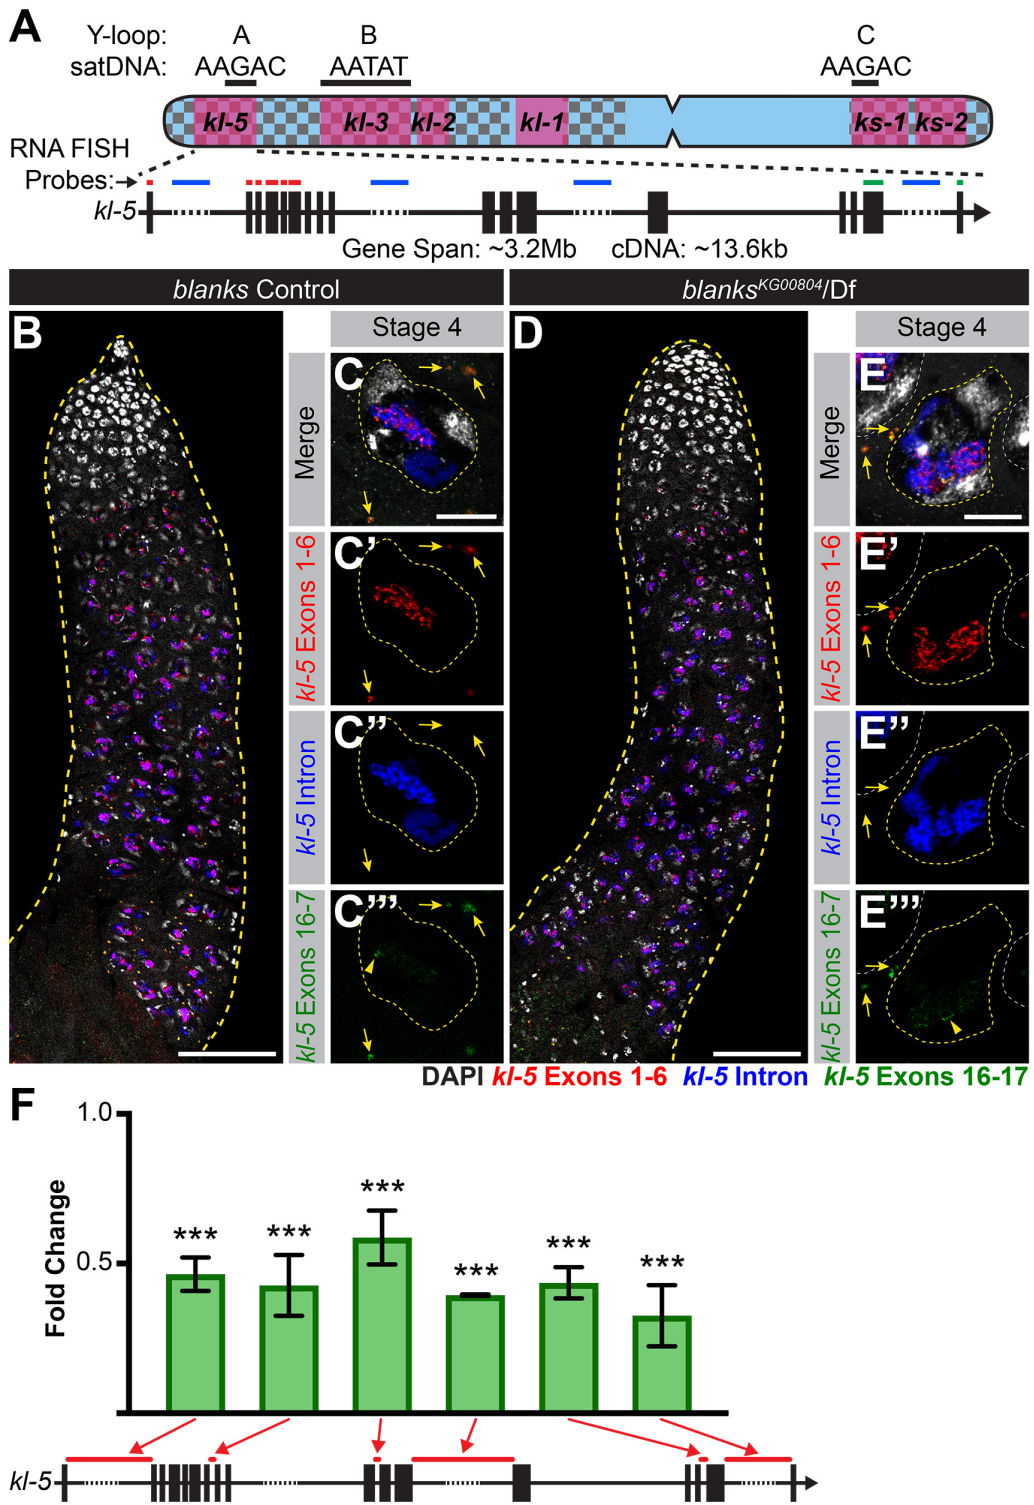 A
Y-loop: A B C
satDNA: AAGAC AATAT AAGAC
kl-5 kl-3 kl-2 kl-1 ks-1 ks-2
RNA FISH
Probes:
kl-5
Gene Span: ~3.2Mb cDNA: ~13.6kb
blanks Control
blanksKG00804/Df
B
Stage 4
Merge
C
kl-5 Exons 1-6
C'
kl-5 Intron
C''
kl-5 Exons 16-7
C'''
D
Stage 4
Merge
E
kl-5 Exons 1-6
E'
kl-5 Intron
E''
kl-5 Exons 16-7
E'''
DAPI kl-5 Exons 1-6 kl-5 Intron kl-5 Exons 16-17
F
Fold Change
1.0
0.5
*** *** *** *** *** ***
kl-5